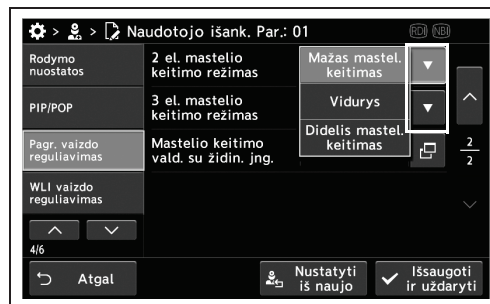 > > Naudotojo išank. Par.: 01
RDI NBI
Rodymo
nuostatos
PIP/POP
Pagr. vaizdo
reguliavimas
WLI vaizdo
reguliavimas
4/6
2 el. mastelio
keitimo režimas
3 el. mastelio
keitimo režimas
Mastelio keitimo
vald. su židin. jng.
Mažas mastel.
keitimas
Vidurys
Didelis mastel.
keitimas
2
2
Atgal
Nustatyti
iš naujo
Išsaugoti
ir uždaryti